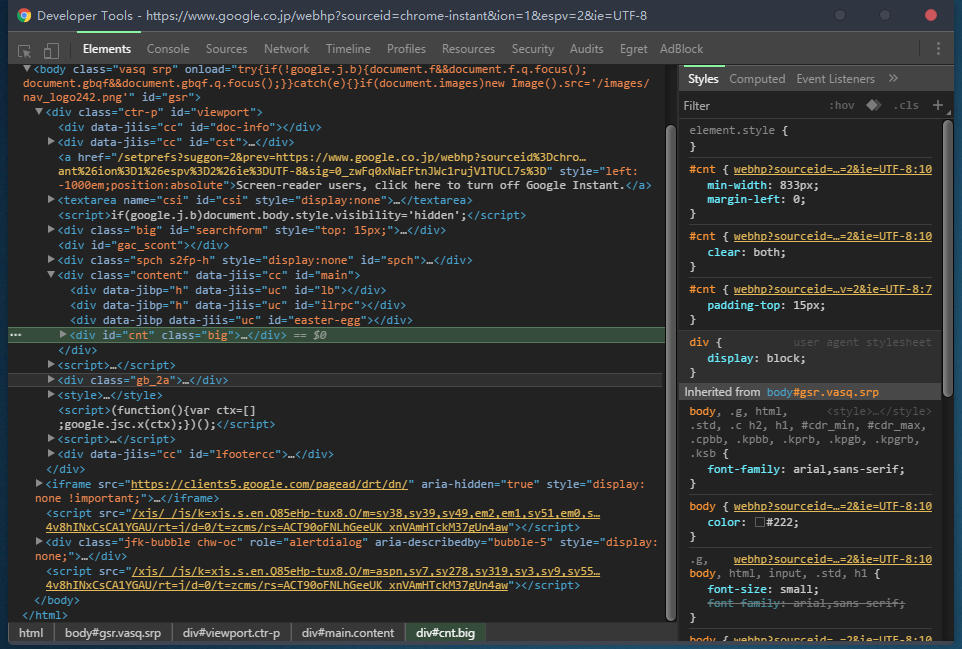 Developer Tools - https://www.google.co.jp/webhp?sourceid=chrome-instant&ion=1&espv=2&ie=UTF-8
Elements Console Sources Network Timeline Profiles Resources Security Audits Egret AdBlock
▼<body class="vasq srp" onload="try{if(!google.j.b){document.f&&document.f.q.focus();
document.gbqf&&document.gbqf.q.focus();}}catch(e){}if(document.images)new Image().src='/images/
nav_logo242.png'" id="gsr">
▼<div class="ctr-p" id="viewport">
<div data-jiis="cc" id="doc-info"></div>
▶<div data-jiis="cc" id="cst">…</div>
<a href="/setprefs?suggon=2&prev=https://www.google.co.jp/webhp?sourceid%3Dchro…
ant%26ion%3D1%26espv%3D2%26ie%3DUTF-8&sig=0_zwFq0xNaEFtnJWc1rujV1TUCL7s%3D" style="left:
-1000em;position:absolute">Screen-reader users, click here to turn off Google Instant.</a>
▶<textarea name="csi" id="csi" style="display:none">…</textarea>
<script>if(google.j.b)document.body.style.visibility='hidden';</script>
▶<div class="big" id="searchform" style="top: 15px;">…</div>
<div id="gac_scont"></div>
▶<div class="spch s2fp-h" style="display:none" id="spch">…</div>
▼<div class="content" data-jiis="cc" id="main">
<div data-jibp="h" data-jiis="uc" id="lb"></div>
<div data-jibp="h" data-jiis="uc" id="ilrpc"></div>
<div data-jibp data-jiis="uc" id="easter-egg"></div>
… ▶<div id="cnt" class="big">…</div> == $0
</div>
▶<script>…</script>
▶<div class="gb_2a">…</div>
▶<style>…</style>
<script>(function(){var ctx=[]
;google.jsc.x(ctx);})();</script>
▶<script>…</script>
▶<div data-jiis="cc" id="lfootercc">…</div>
</div>
▶<iframe src="https://clients5.google.com/pagead/drt/dn/" aria-hidden="true" style="display:
none !important;">…</iframe>
<script src="/xjs/_/js/k=xjs.s.en.Q85eHp-tux8.O/m=sy38,sy39,sy49,em2,em1,sy51,em0,s…
4v8hINxCsCA1YGAU/rt=j/d=0/t=zcms/rs=ACT90oFNLhGeeUK_xnVAmHTckM37gUn4aw"></script>
▶<div class="jfk-bubble chw-oc" role="alertdialog" aria-describedby="bubble-5" style="display:
none;">…</div>
<script src="/xjs/_/js/k=xjs.s.en.Q85eHp-tux8.O/m=aspn,sy7,sy278,sy319,sy3,sy9,sy55…
4v8hINxCsCA1YGAU/rt=j/d=0/t=zcms/rs=ACT90oFNLhGeeUK_xnVAmHTckM37gUn4aw"></script>
</body>
</html>
html body#gsr.vasq.srp div#viewport.ctr-p div#main.content div#cnt.big
Styles Computed Event Listeners »
Filter :hov .cls +
element.style {
}
#cnt { webhp?sourceid…=2&ie=UTF-8:10
min-width: 833px;
margin-left: 0;
}
#cnt { webhp?sourceid…=2&ie=UTF-8:10
clear: both;
}
#cnt { webhp?sourceid…v=2&ie=UTF-8:7
padding-top: 15px;
}
div { user agent stylesheet
display: block;
}
Inherited from body#gsr.vasq.srp
body, .g, html, <style>…</style>
.std, .c h2, h1, #cdr_min, #cdr_max,
.cpbb, .kpbb, .kprb, .kpgb, .kpgrb,
.ksb {
font-family: arial,sans-serif;
}
body { webhp?sourceid…=2&ie=UTF-8:10
color: #222;
}
.g, webhp?sourceid…=2&ie=UTF-8:10
body, html, input, .std, h1 {
font-size: small;
font-family: arial,sans-serif;
}
body { webhp?sourceid…=2&ie=UTF-8:10